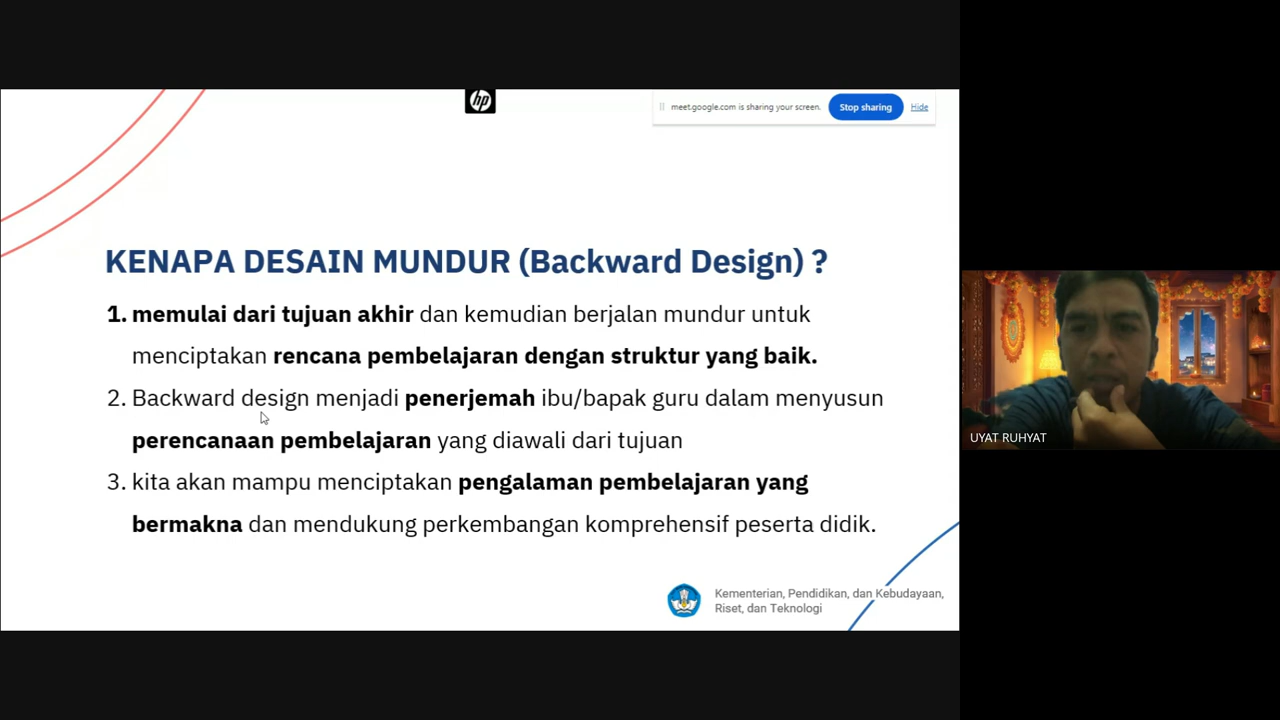 hp
meet.google.com is sharing your screen.
Stop sharing
Hide
KENAPA DESAIN MUNDUR (Backward Design) ?
1. memulai dari tujuan akhir dan kemudian berjalan mundur untuk
menciptakan rencana pembelajaran dengan struktur yang baik.
2. Backward design menjadi penerjemah ibu/bapak guru dalam menyusun
perencanaan pembelajaran yang diawali dari tujuan
3. kita akan mampu menciptakan pengalaman pembelajaran yang
bermakna dan mendukung perkembangan komprehensif peserta didik.
Kementerian, Pendidikan, dan Kebudayaan,
Riset, dan Teknologi
UYAT RUHYAT